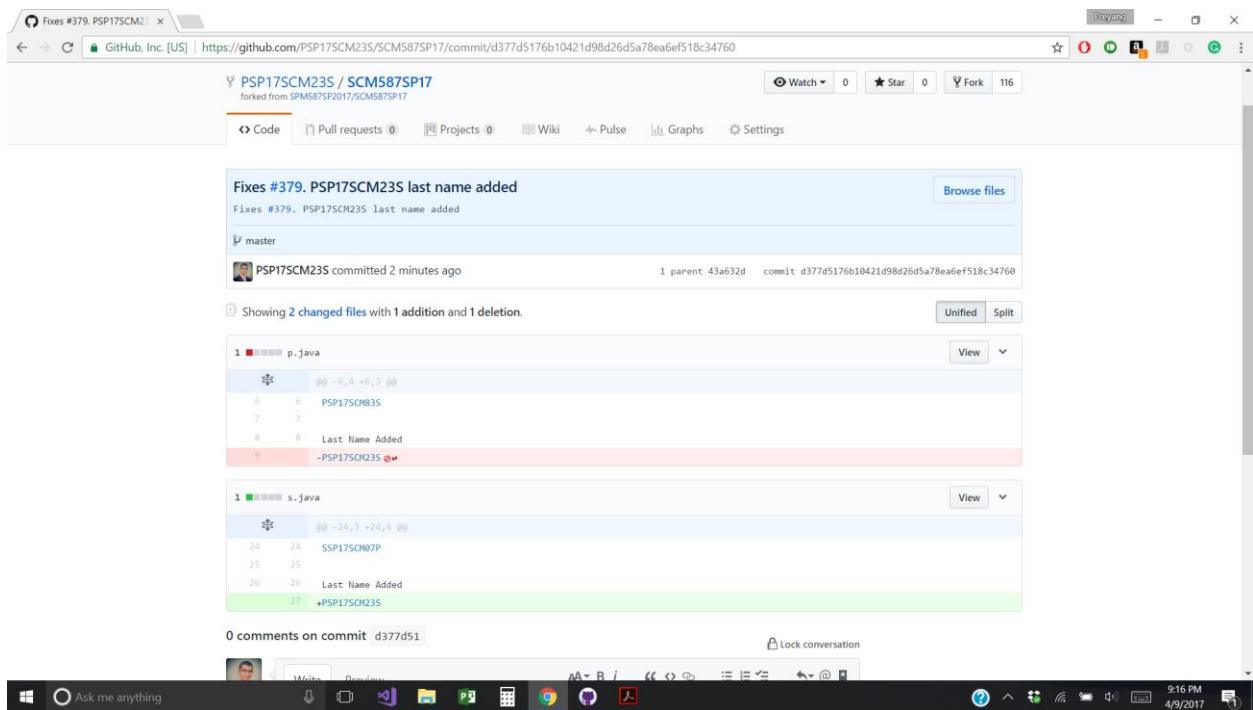 Fixes #379. PSP17SCM2
Preyang
GitHub, Inc. [US] | https://github.com/PSP17SCM23S/SCM587SP17/commit/d377d5176b10421d98d26d5a78ea6ef518c34760
PSP17SCM23S / SCM587SP17
Watch 0 Star 0 Fork 116
forked from SPM587SP2017/SCM587SP17
Code Pull requests 0 Projects 0 Wiki Pulse Graphs Settings
Fixes #379. PSP17SCM23S last name added
Browse files
Fixes #379. PSP17SCM23S last name added
master
PSP17SCM23S committed 2 minutes ago 1 parent 43a632d commit d377d5176b10421d98d26d5a78ea6ef518c34760
Showing 2 changed files with 1 addition and 1 deletion. Unified Split
1 p.java View
@@ -6,4 +6,3 @@
6 6 PSP17SCM83S
7 7
8 8 Last Name Added
9 -PSP17SCM23S
1 s.java View
@@ -24,3 +24,4 @@
24 24 SSP17SCM07P
25 25
26 26 Last Name Added
27 +PSP17SCM23S
0 comments on commit d377d51
Lock conversation
Write Preview AA B i “ <>
Ask me anything
9:16 PM
4/9/2017